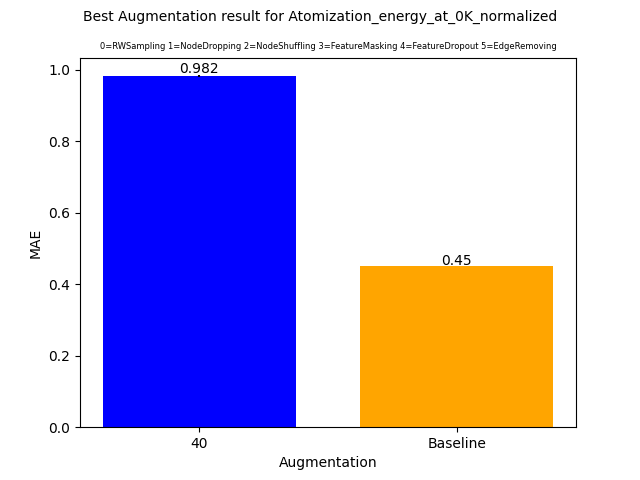 Best Augmentation result for Atomization_energy_at_0K_normalized
0=RWSampling 1=NodeDropping 2=NodeShuffling 3=FeatureMasking 4=FeatureDropout 5=EdgeRemoving
1.0
0.982
0.8
0.6
MAE
0.45
0.4
0.2
0.0
40 Baseline
Augmentation